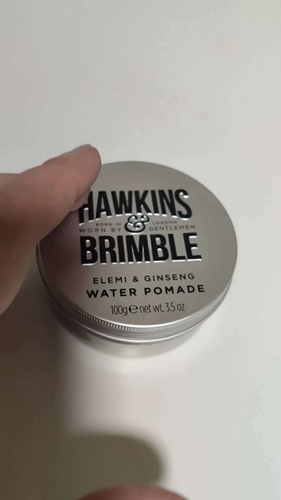 HAWKINS
BORN IN & LONDON
WORN BY GENTLEMEN
BRIMBLE
ELEMI & GINSENG
WATER POMADE
100g e net wt. 3.5 oz